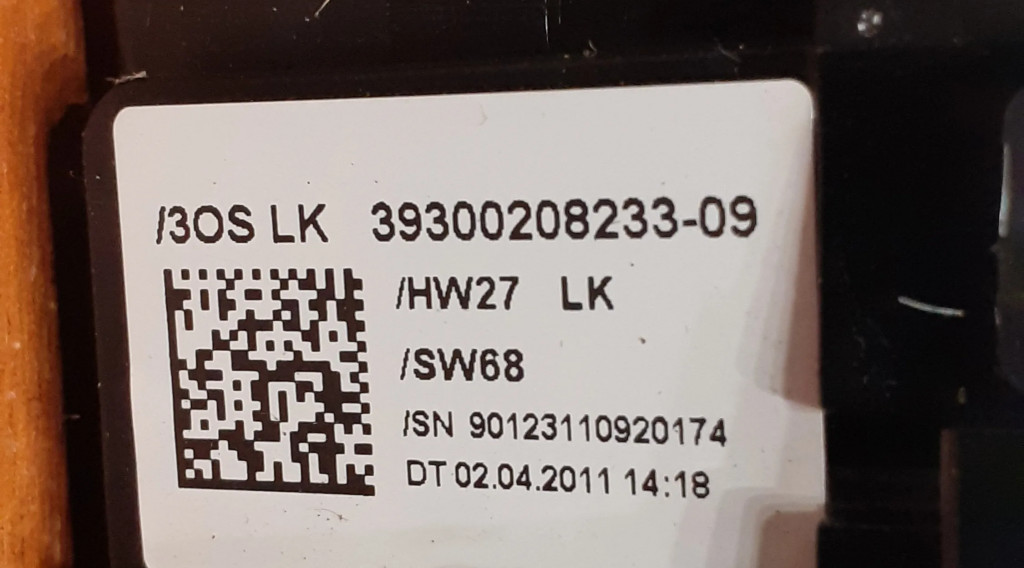 /3OS LK 39300208233-09
/HW27 LK
/SW68
/SN 90123110920174
DT 02.04.2011 14:18